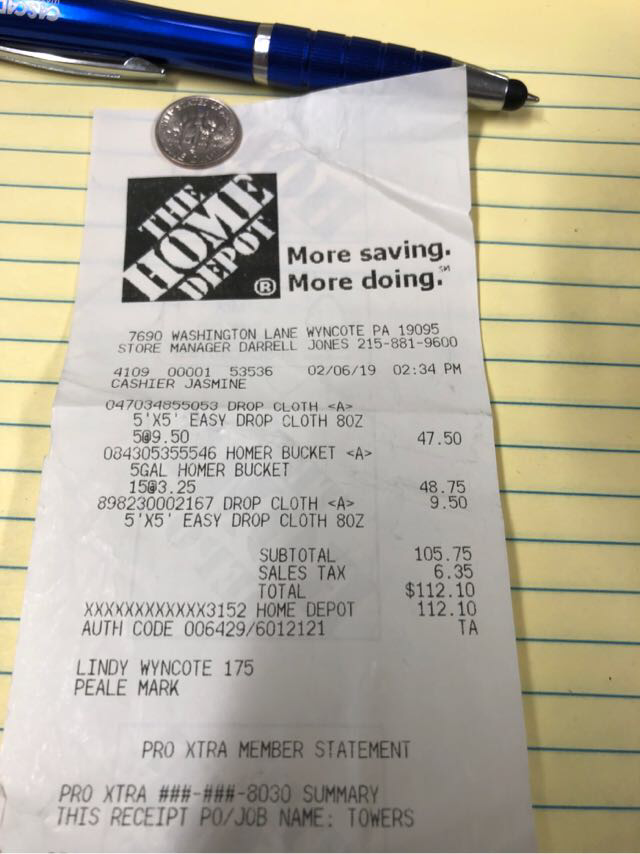 THE
HOME
DEPOT
®
More saving.
More doing.℠
7690 WASHINGTON LANE WYNCOTE PA 19095
STORE MANAGER DARRELL JONES 215-881-9600
4109 00001 53536 02/06/19 02:34 PM
CASHIER JASMINE
047034855053 DROP CLOTH <A>
5'X5' EASY DROP CLOTH 8OZ
5@9.50 47.50
084305355546 HOMER BUCKET <A>
5GAL HOMER BUCKET
15@3.25 48.75
898230002167 DROP CLOTH <A> 9.50
5'X5' EASY DROP CLOTH 8OZ
SUBTOTAL 105.75
SALES TAX 6.35
TOTAL $112.10
XXXXXXXXXXXX3152 HOME DEPOT 112.10
AUTH CODE 006429/6012121 TA
LINDY WYNCOTE 175
PEALE MARK
PRO XTRA MEMBER STATEMENT
PRO XTRA ###-###-8030 SUMMARY
THIS RECEIPT PO/JOB NAME: TOWERS